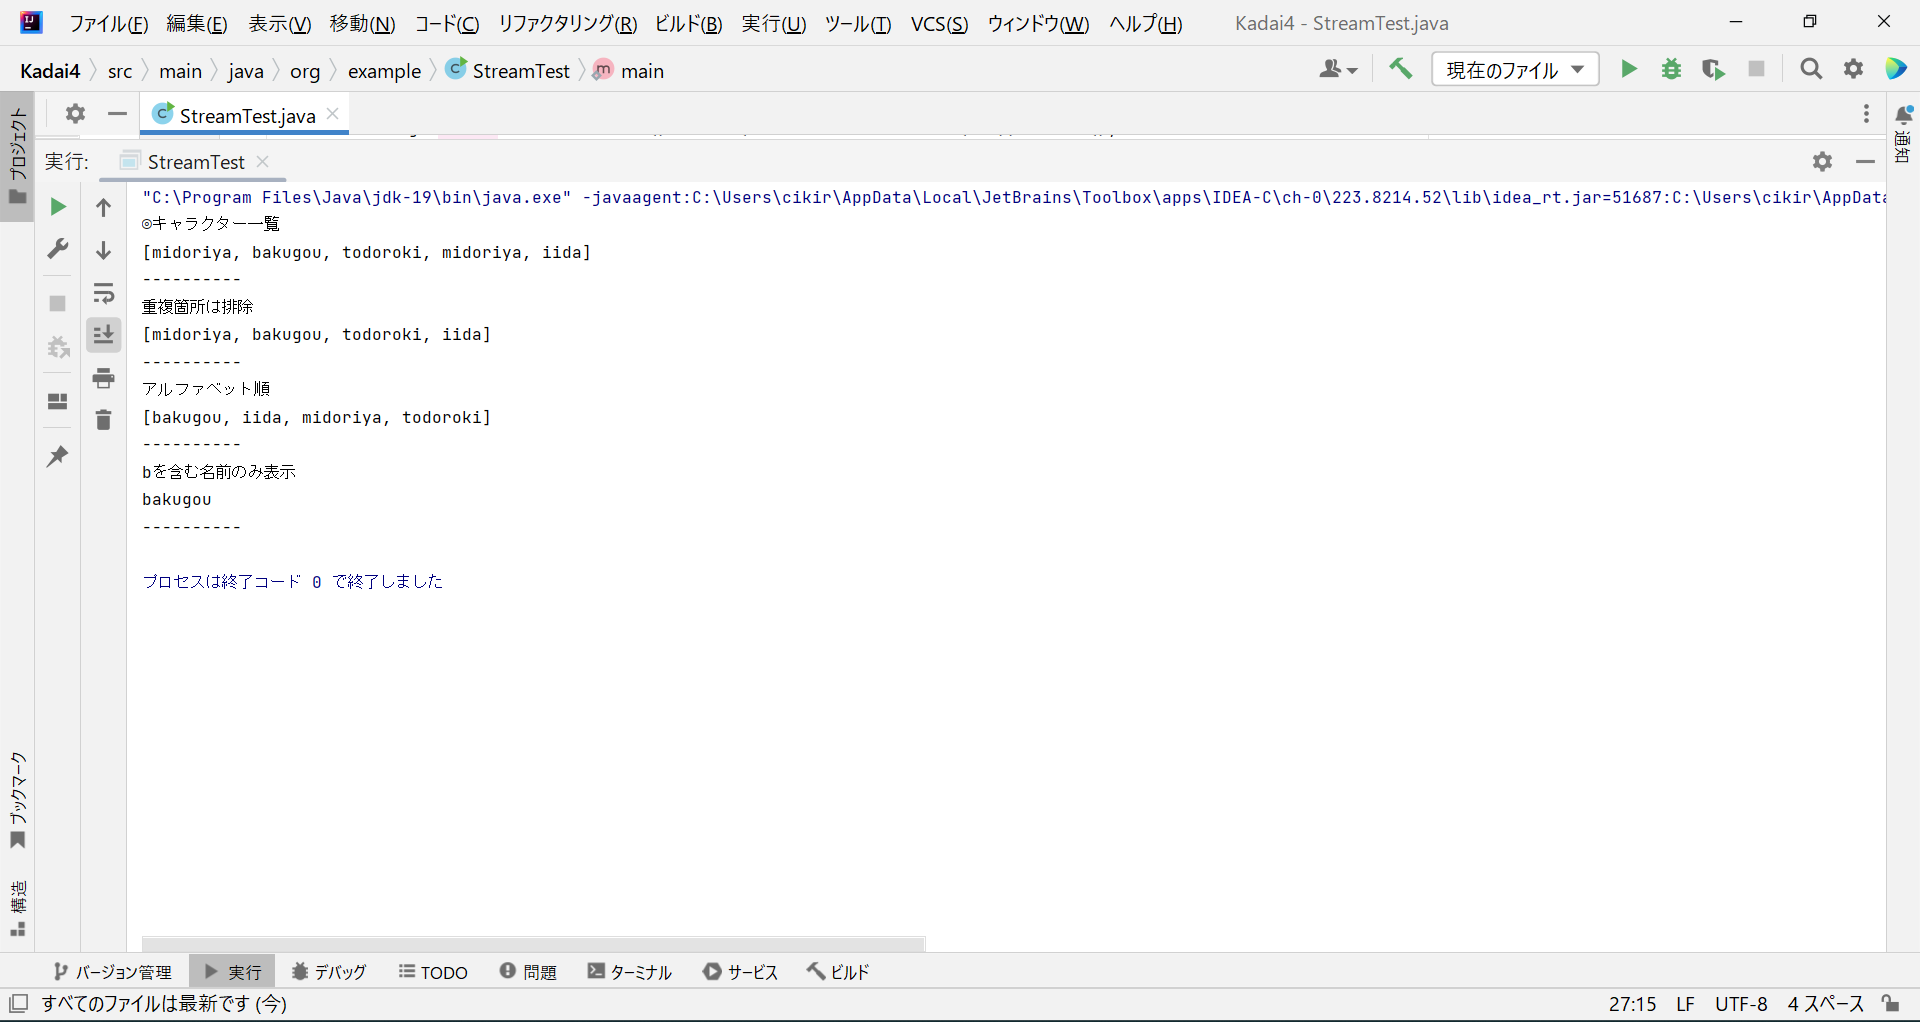 ファイル(F) 編集(E) 表示(V) 移動(N) コード(C) リファクタリング(R) ビルド(B) 実行(U) ツール(T) VCS(S) ウィンドウ(W) ヘルプ(H) Kadai4 - StreamTest.java
Kadai4 src main java org example StreamTest main 現在のファイル
プロジェクト
StreamTest.java
通知
実行: StreamTest
"C:\Program Files\Java\jdk-19\bin\java.exe" -javaagent:C:\Users\cikir\AppData\Local\JetBrains\Toolbox\apps\IDEA-C\ch-0\223.8214.52\lib\idea_rt.jar=51687:C:\Users\cikir\AppData
◎キャラクター一覧
[midoriya, bakugou, todoroki, midoriya, iida]
----------
重複箇所は排除
[midoriya, bakugou, todoroki, iida]
----------
アルファベット順
[bakugou, iida, midoriya, todoroki]
----------
bを含む名前のみ表示
bakugou
----------
プロセスは終了コード 0 で終了しました
ブックマーク
構造
バージョン管理 実行 デバッグ TODO 問題 ターミナル サービス ビルド
すべてのファイルは最新です (今) 27:15 LF UTF-8 4 スペース